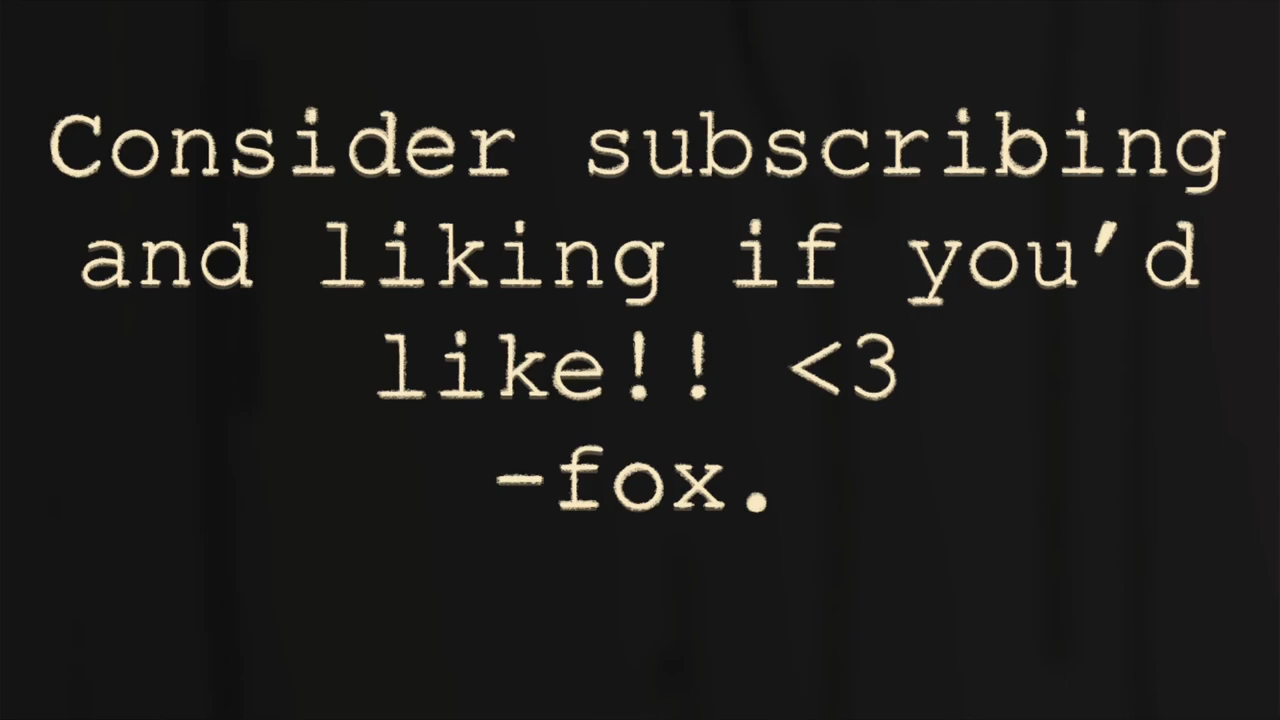 Consider subscribing
and liking if you’d
like!! <3
-fox.